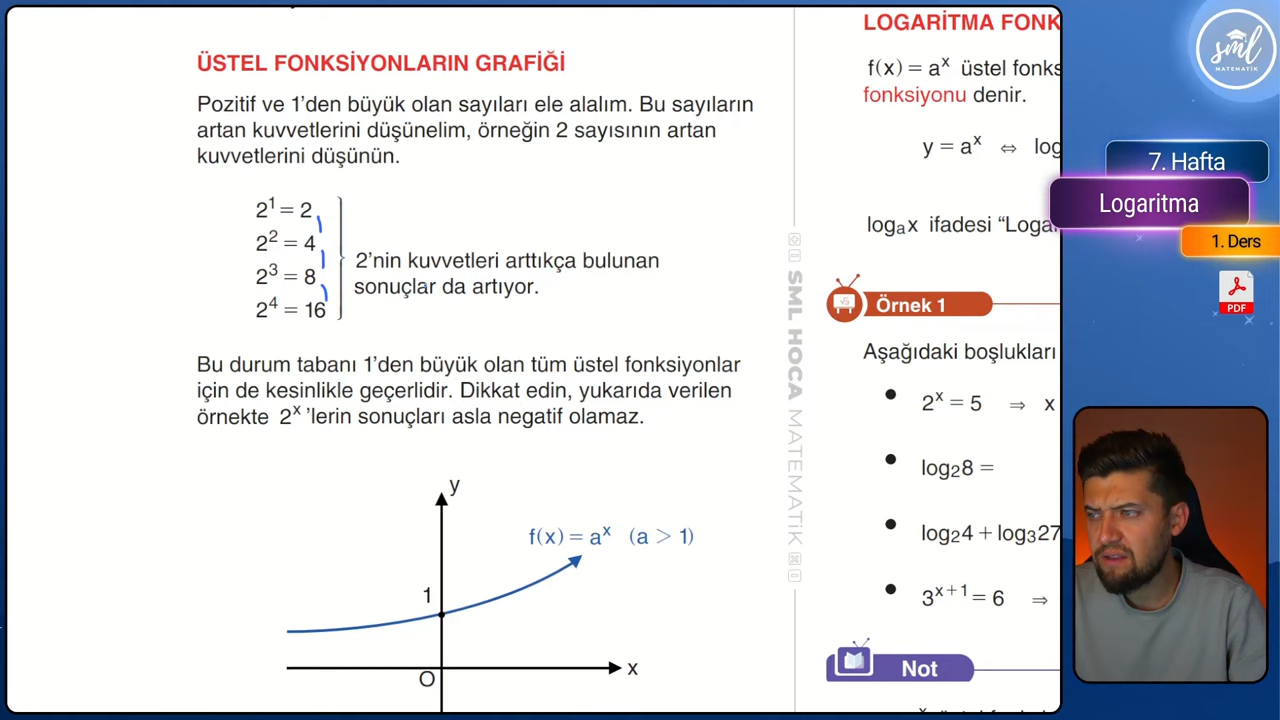 ÜSTEL FONKSİYONLARIN GRAFİĞİ
Pozitif ve 1'den büyük olan sayıları ele alalım. Bu sayıların
artan kuvvetlerini düşünelim, örneğin 2 sayısının artan
kuvvetlerini düşünün.
2¹ = 2
2² = 4
2³ = 8
2⁴ = 16
2'nin kuvvetleri arttıkça bulunan
sonuçlar da artıyor.
Bu durum tabanı 1'den büyük olan tüm üstel fonksiyonlar
için de kesinlikle geçerlidir. Dikkat edin, yukarıda verilen
örnekte 2ˣ 'lerin sonuçları asla negatif olamaz.
y
f(x) = aˣ (a > 1)
1
O
x
SML HOCA MATEMATİK
LOGARİTMA FONK
f(x) = aˣ üstel fonks
fonksiyonu denir.
y = aˣ ⇔ log
logₐx ifadesi “Logar
Örnek 1
Aşağıdaki boşlukları
• 2ˣ = 5 ⇒ x
• log₂8 =
• log₂4 + log₃27
• 3ˣ⁺¹ = 6 ⇒
Not
sml
MATEMATİK
7. Hafta
Logaritma
1. Ders
PDF